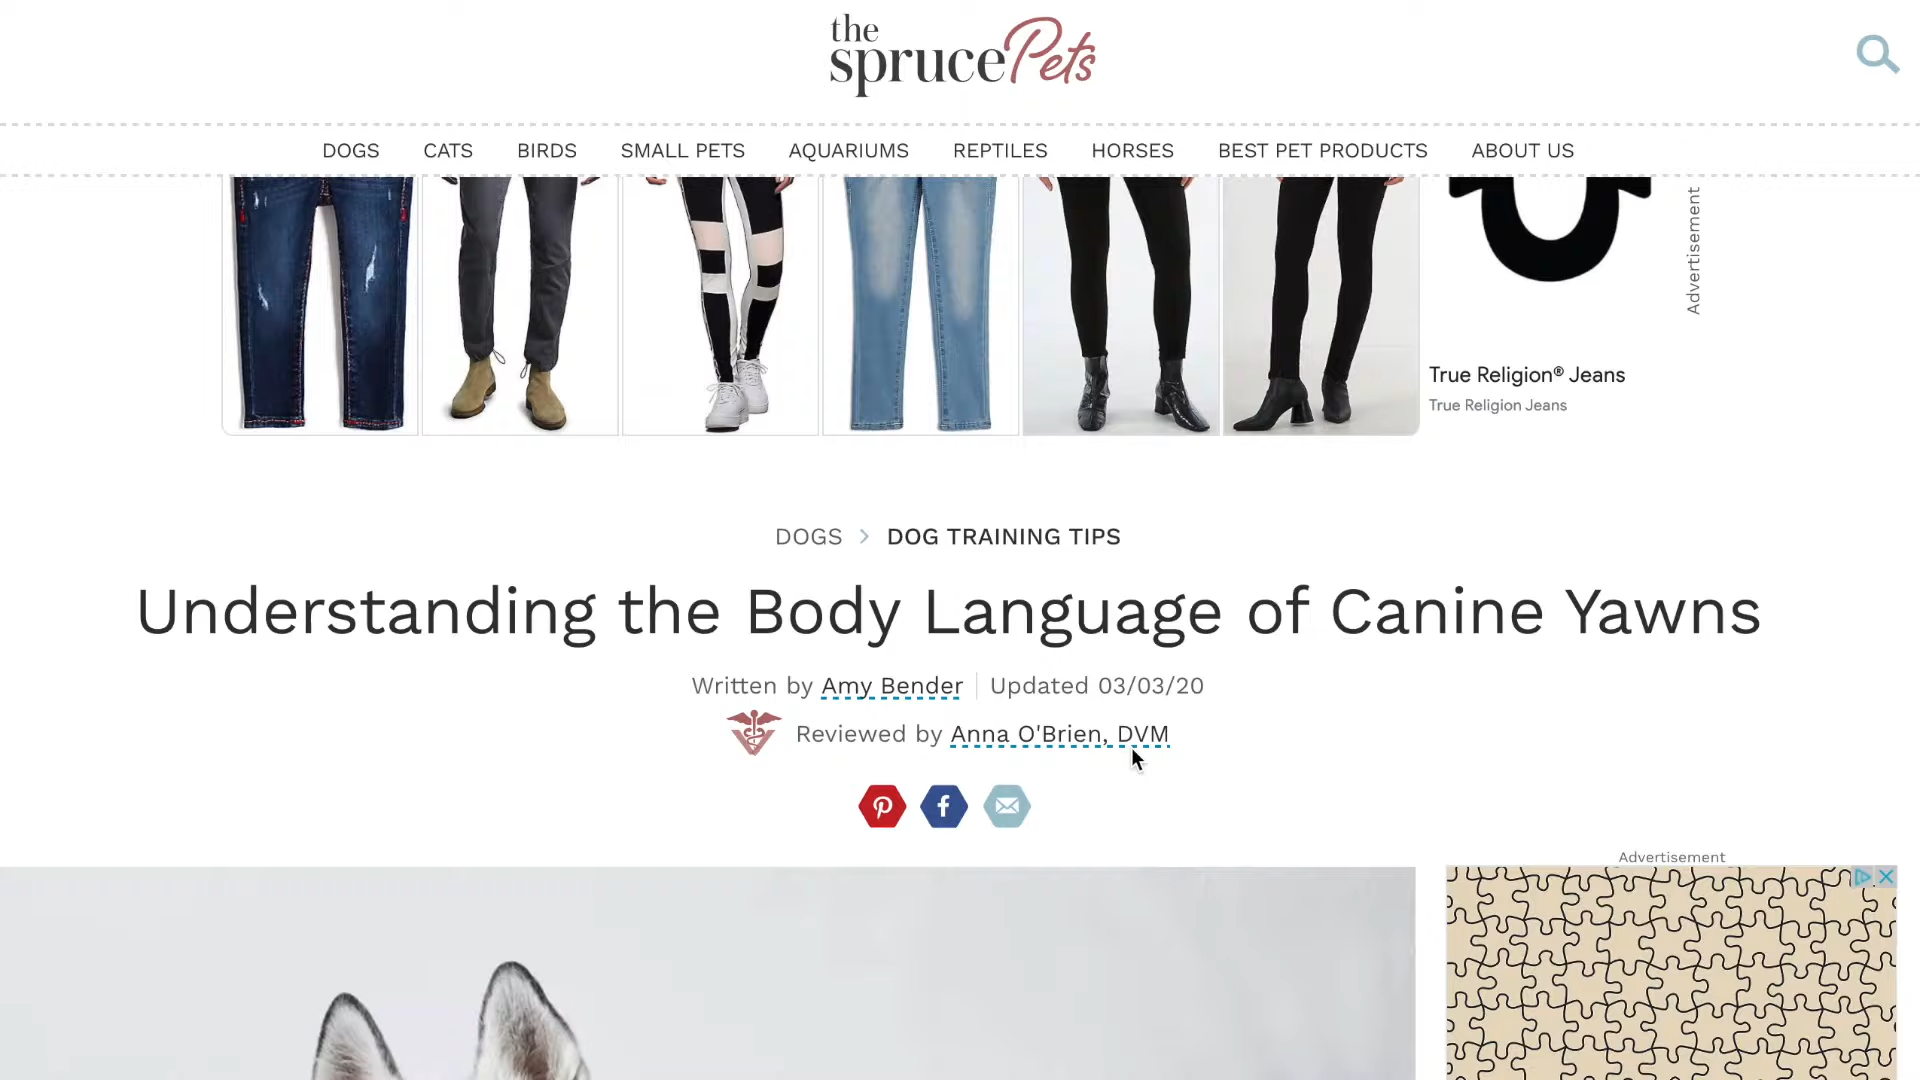 the
sprucePets
DOGS CATS BIRDS SMALL PETS AQUARIUMS REPTILES HORSES BEST PET PRODUCTS ABOUT US
Advertisement
True Religion® Jeans
True Religion Jeans
DOGS > DOG TRAINING TIPS
Understanding the Body Language of Canine Yawns
Written by Amy Bender | Updated 03/03/20
Reviewed by Anna O'Brien, DVM
Advertisement